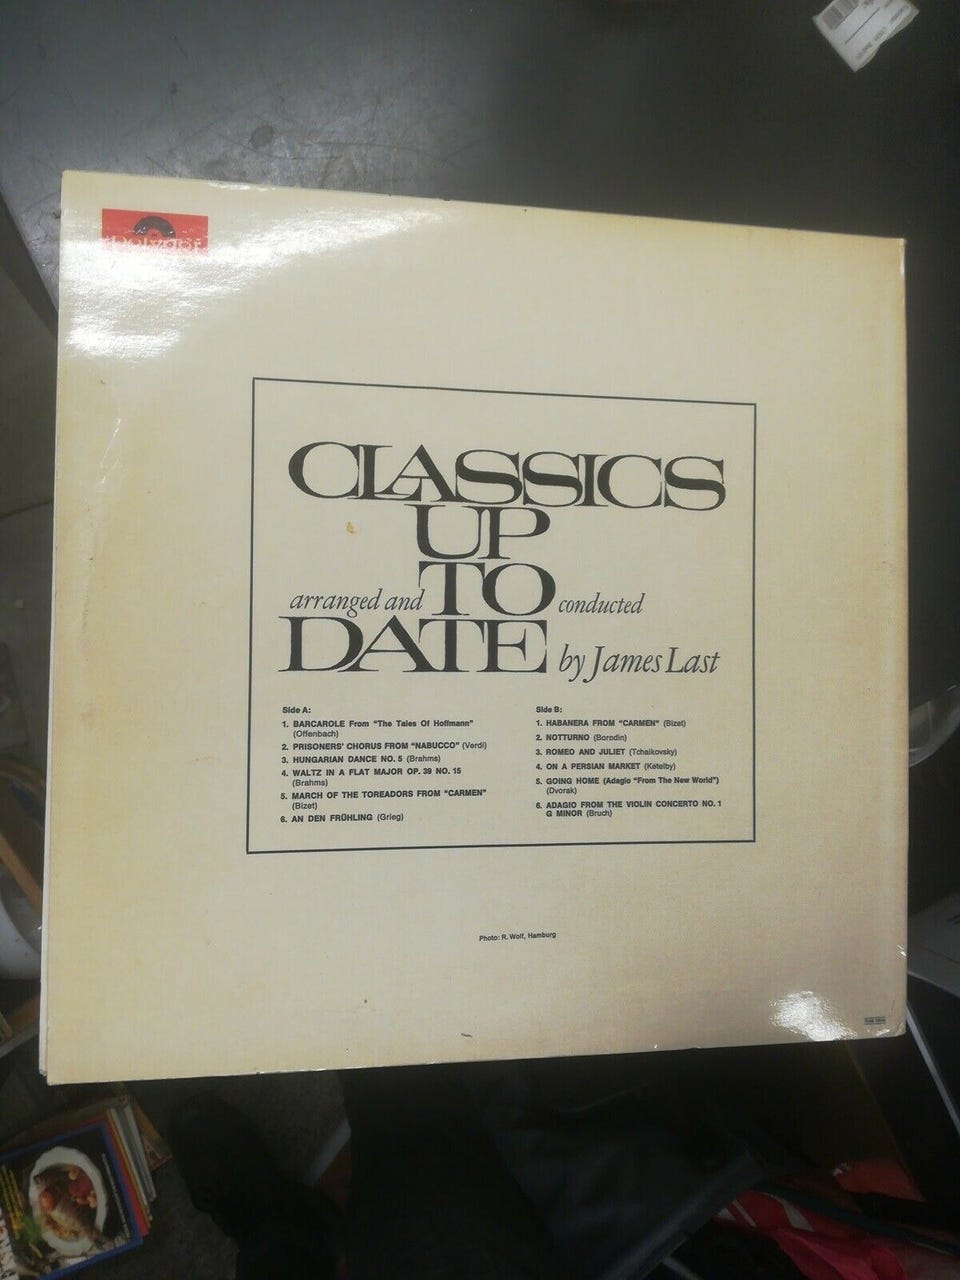 Polydor
CLASSICS
UP
arranged and TO conducted
DATE by James Last
Side A:
1. BARCAROLE From "The Tales Of Hoffmann"
(Offenbach)
2. PRISONERS' CHORUS FROM "NABUCCO" (Verdi)
3. HUNGARIAN DANCE NO. 5 (Brahms)
4. WALTZ IN A FLAT MAJOR OP. 39 NO. 15
(Brahms)
5. MARCH OF THE TOREADORS FROM "CARMEN"
(Bizet)
6. AN DEN FRÜHLING (Grieg)
Side B:
1. HABANERA FROM "CARMEN" (Bizet)
2. NOTTURNO (Borodin)
3. ROMEO AND JULIET (Tchaikovsky)
4. ON A PERSIAN MARKET (Ketelby)
5. GOING HOME (Adagio "From The New World")
(Dvorak)
6. ADAGIO FROM THE VIOLIN CONCERTO NO. 1
G MINOR (Bruch)
Photo: R. Wolf, Hamburg